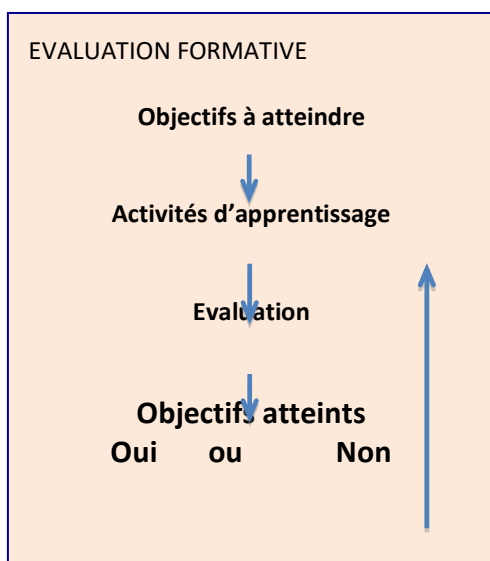 EVALUATION FORMATIVE
Objectifs à atteindre
Activités d’apprentissage
Evaluation
Objectifs atteints
Oui ou Non